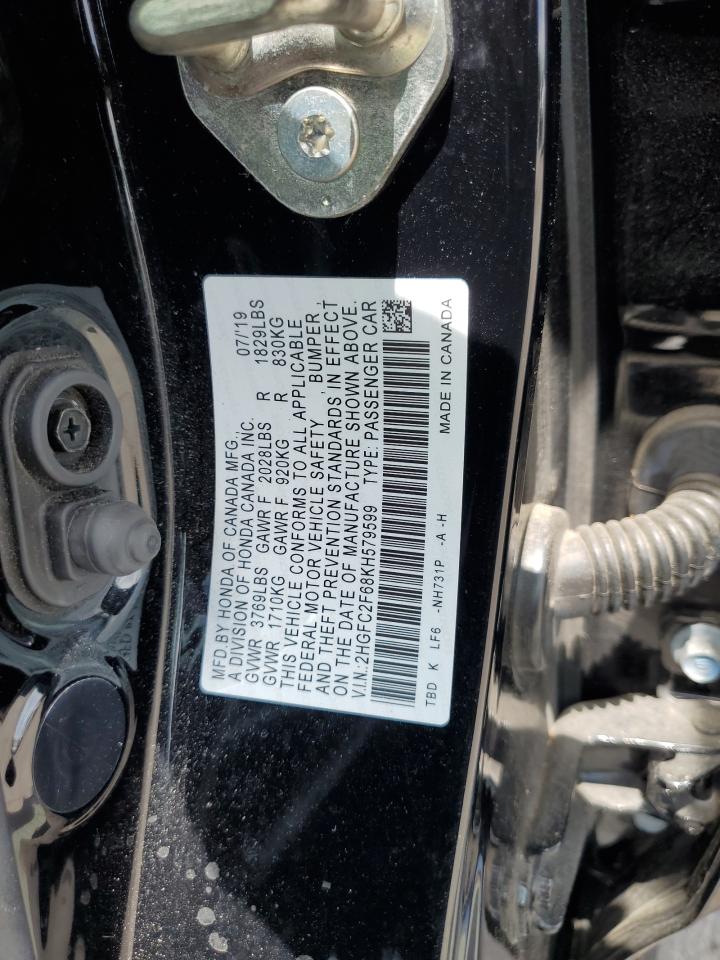 MFD. BY HONDA OF CANADA MFG., 07/19
A DIVISION OF HONDA CANADA INC.
GVWR 3769LBS GAWR F 2028LBS R 1829LBS
GVWR 1710KG GAWR F 920KG R 830KG
THIS VEHICLE CONFORMS TO ALL APPLICABLE
FEDERAL MOTOR VEHICLE SAFETY, BUMPER,
AND THEFT PREVENTION STANDARDS IN EFFECT
ON THE DATE OF MANUFACTURE SHOWN ABOVE.
V.I.N.:2HGFC2F68KH579599 TYPE: PASSENGER CAR
TBD K LF6 -NH731P -A -H MADE IN CANADA